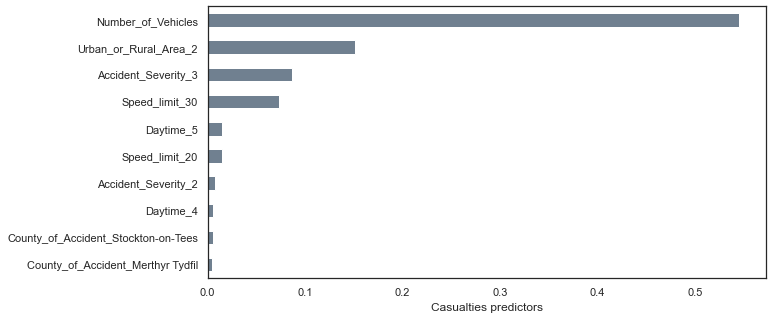 Number_of_Vehicles
Urban_or_Rural_Area_2
Accident_Severity_3
Speed_limit_30
Daytime_5
Speed_limit_20
Accident_Severity_2
Daytime_4
County_of_Accident_Stockton-on-Tees
County_of_Accident_Merthyr Tydfil
0.0 0.1 0.2 0.3 0.4 0.5
Casualties predictors